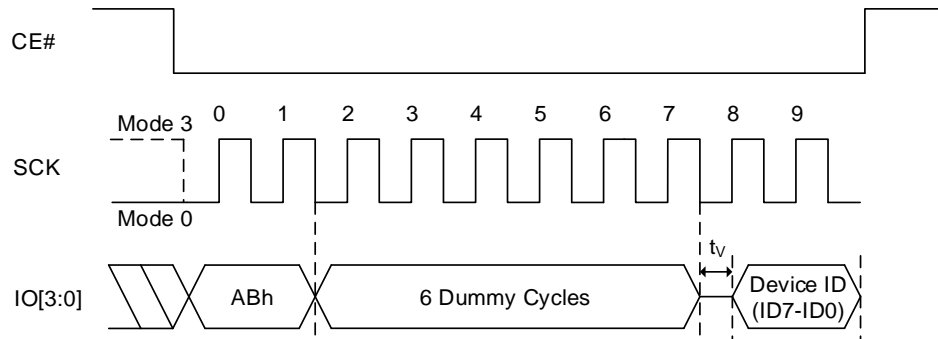 CE#
0 1 2 3 4 5 6 7 8 9
Mode 3
SCK
Mode 0
tV
IO[3:0]
ABh
6 Dummy Cycles
Device ID
(ID7-ID0)